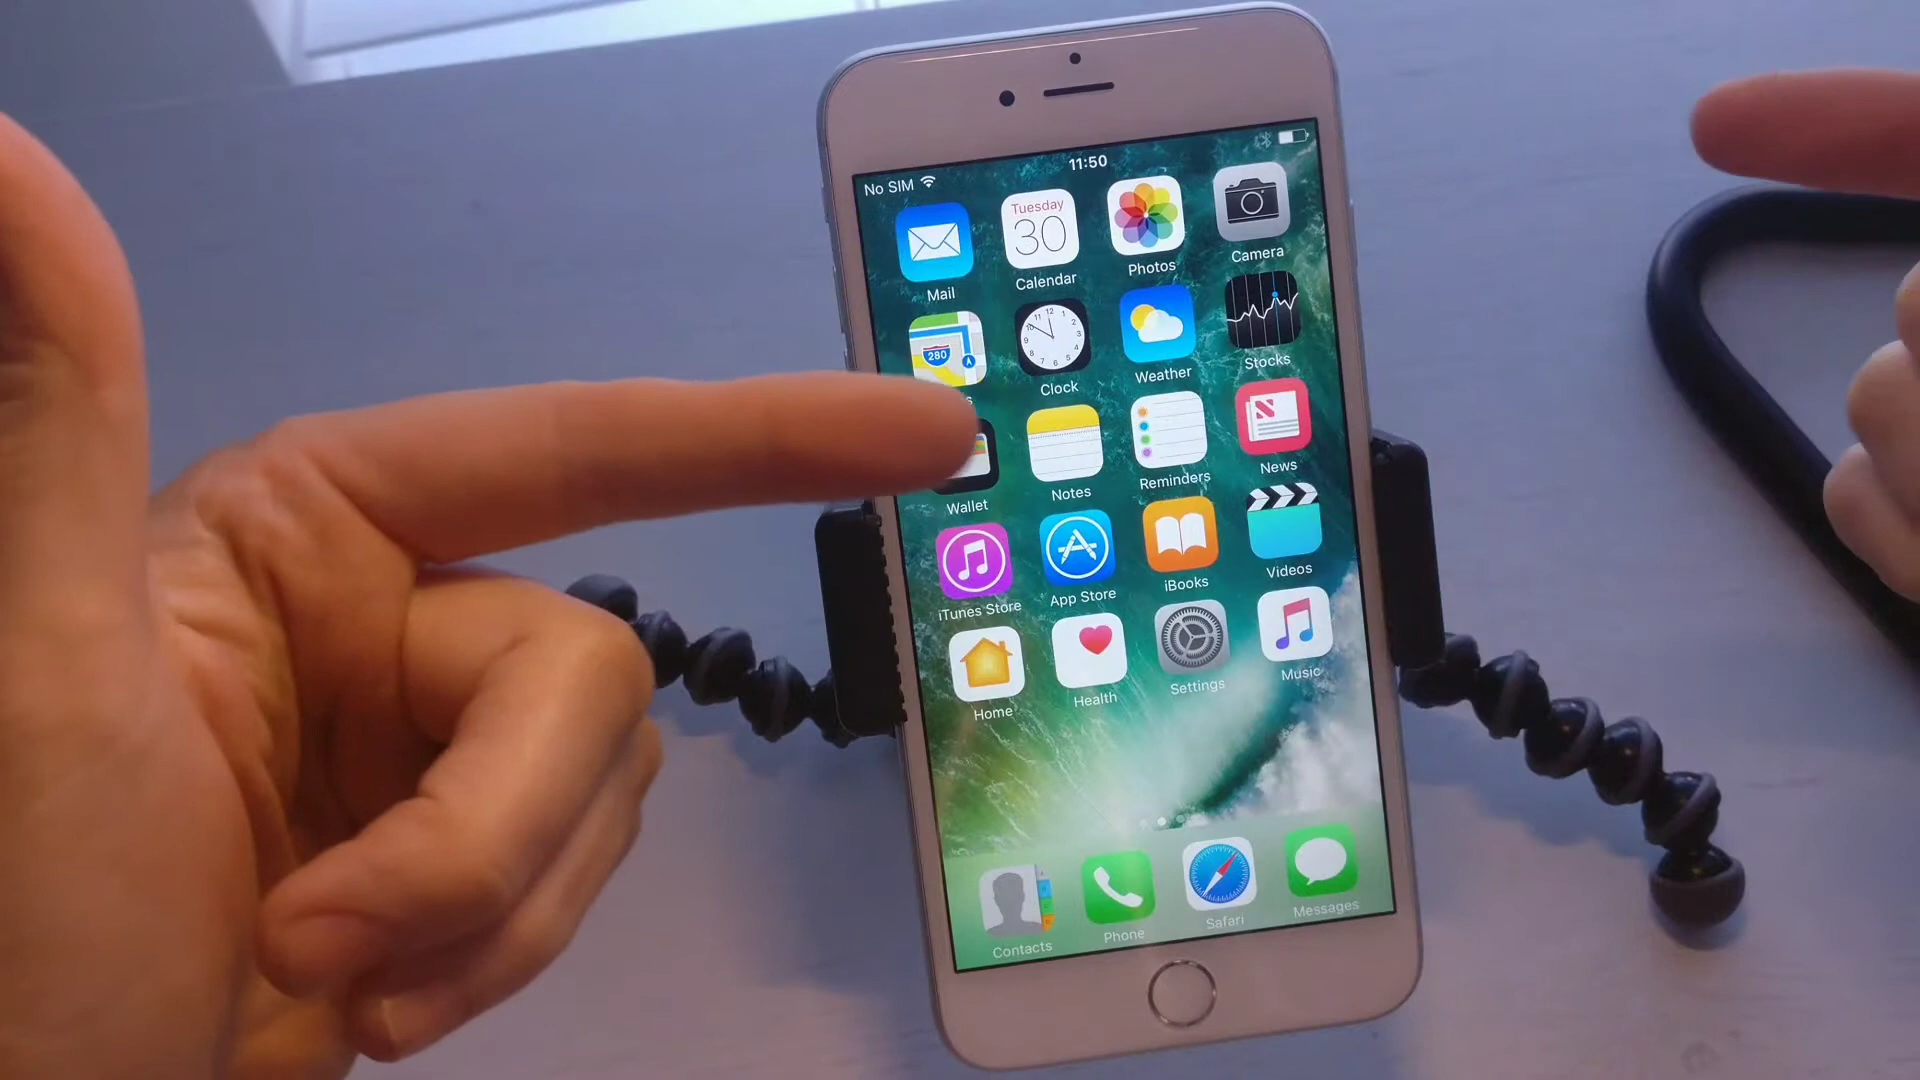 No SIM 11:50
Mail
Tuesday
30
Calendar
Photos
Camera
280
Clock
Weather
Stocks
Wallet
Notes
Reminders
News
iTunes Store
App Store
iBooks
Videos
Home
Health
Settings
Music
Contacts
Phone
Safari
Messages